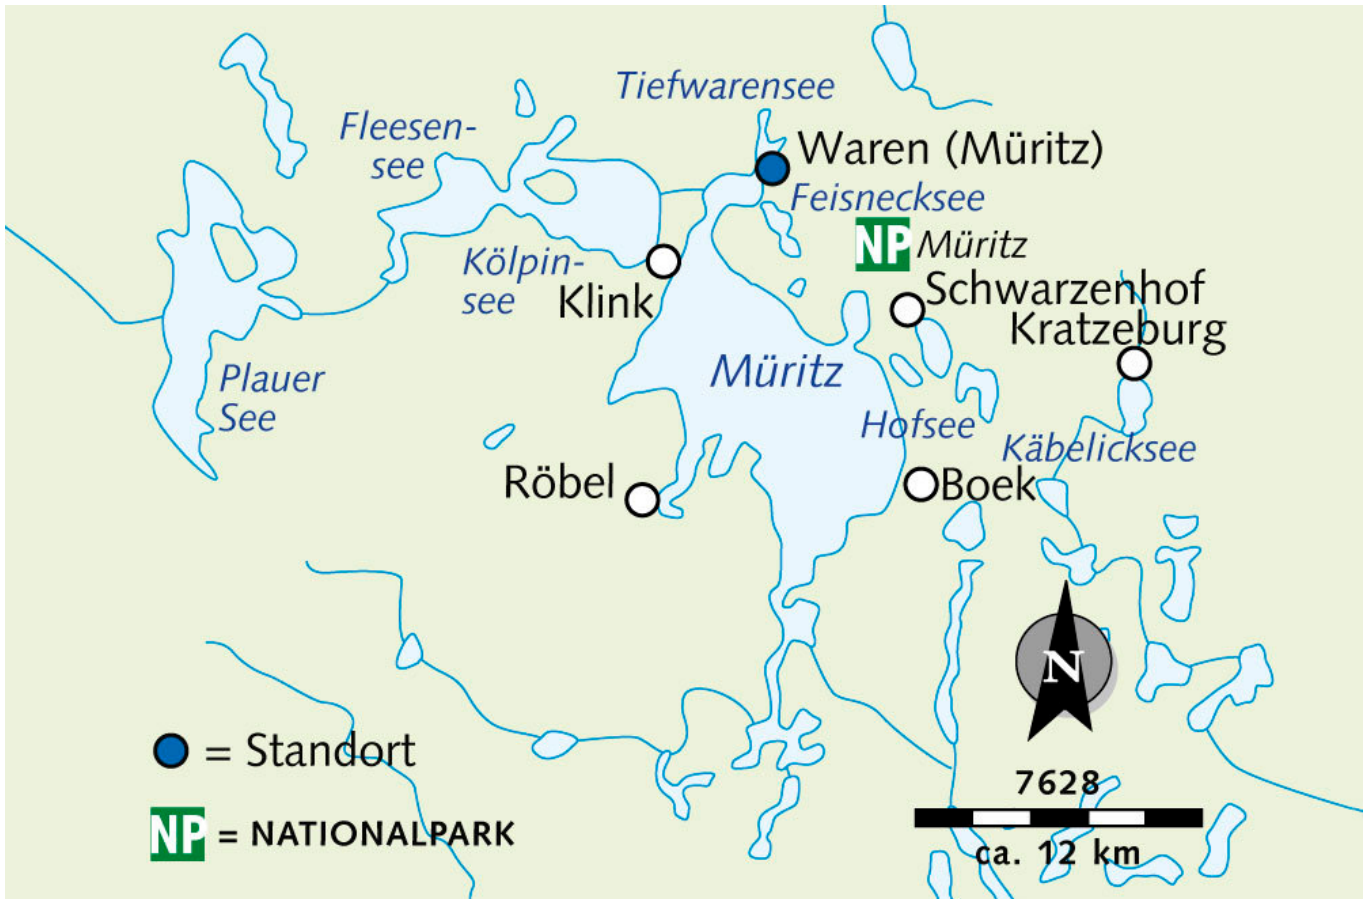 Tiefwarensee
Fleesen-
see
Waren (Müritz)
Feisnecksee
NP Müritz
Kölpin-
see
Klink
Schwarzenhof
Kratzeburg
Müritz
Plauer
See
Hofsee
Käbelicksee
Röbel
Boek
N
= Standort
7628
NP = NATIONALPARK
ca. 12 km